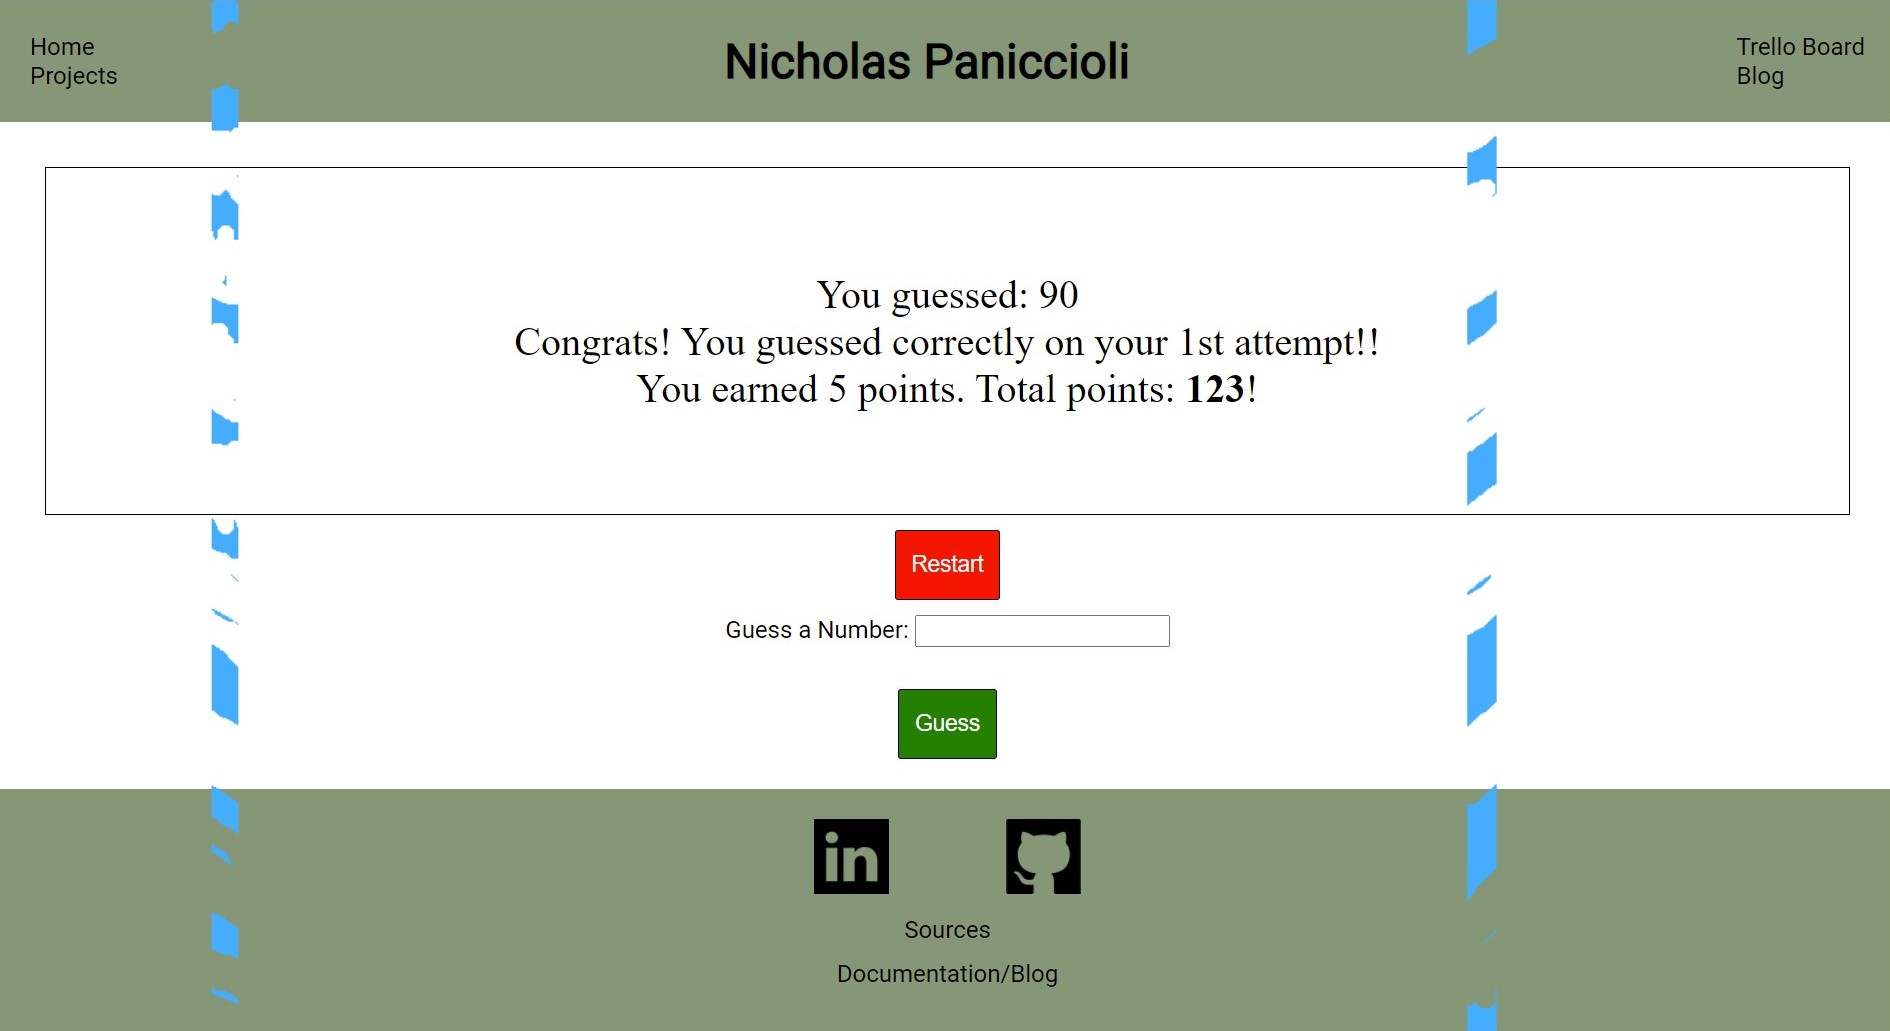 Home
Projects
Nicholas Paniccioli
Trello Board
Blog
You guessed: 90
Congrats! You guessed correctly on your 1st attempt!!
You earned 5 points. Total points: 123!
Restart
Guess a Number:
Guess
in
Sources
Documentation/Blog